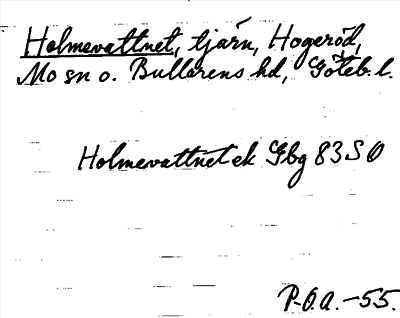 Holmevattnet, tjärn, Hogeröd,
Mo sn o. Bullarens hd, Göteb. l.
Holmevattnet ek Gbg 83 S O
P.O.A. -55.